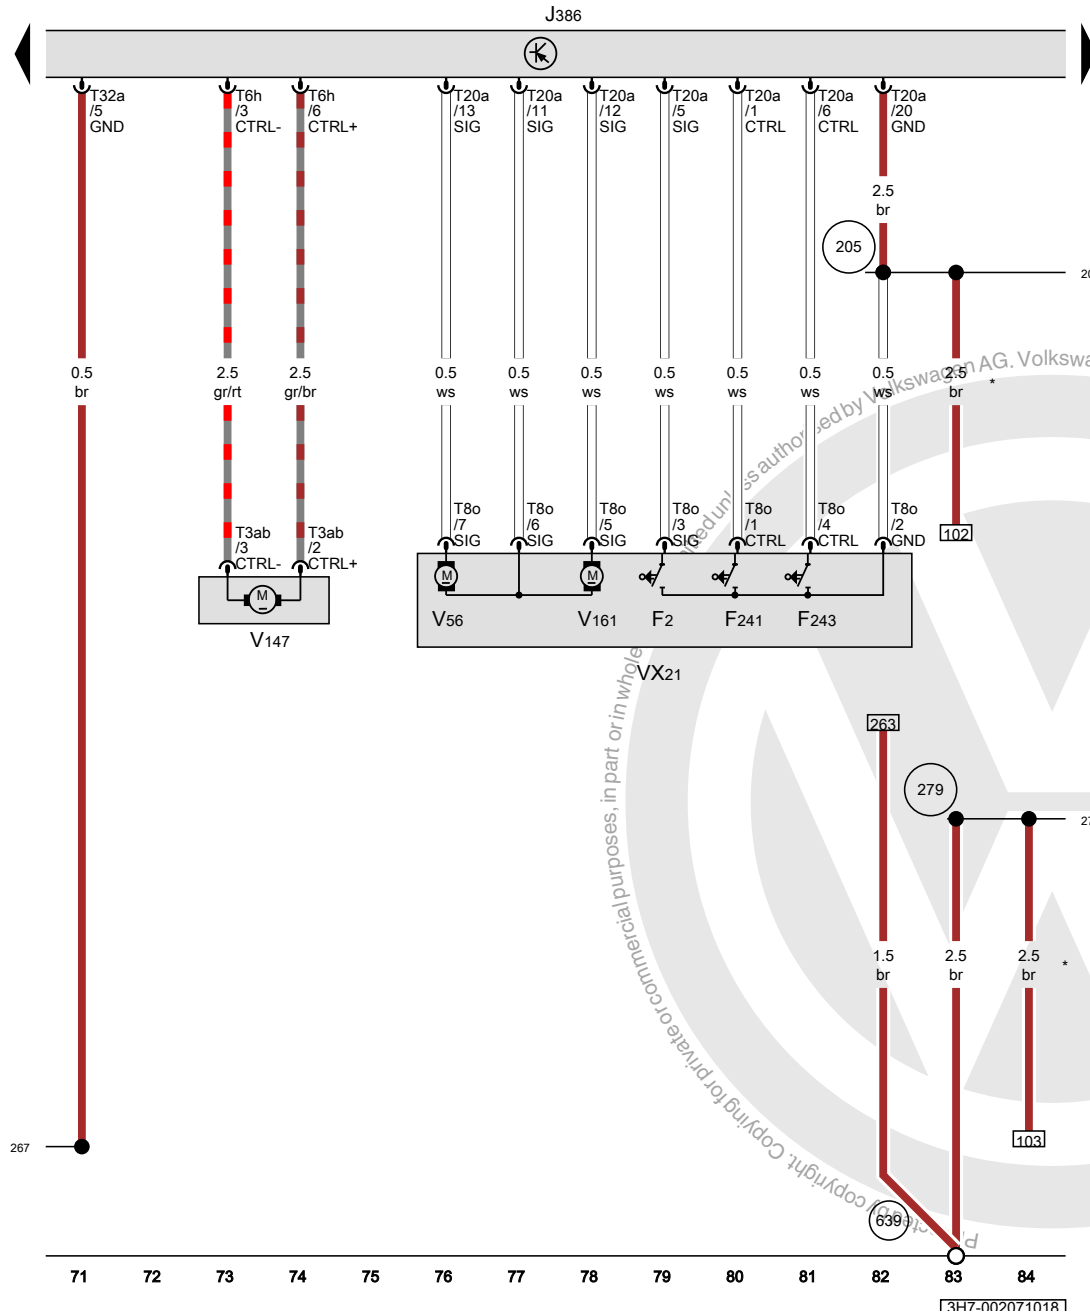 J386
T32a
/5
GND
T6h
/3
CTRL-
T6h
/6
CTRL+
T20a
/13
SIG
T20a
/11
SIG
T20a
/12
SIG
T20a
/5
SIG
T20a
/1
CTRL
T20a
/6
CTRL
T20a
/20
GND
2.5
br
205
20
0.5
br
2.5
gr/rt
2.5
gr/br
0.5
ws
0.5
ws
0.5
ws
0.5
ws
0.5
ws
0.5
ws
0.5
ws
2.5
br
*
102
T3ab
/3
CTRL-
T3ab
/2
CTRL+
T8o
/7
SIG
T8o
/6
SIG
T8o
/5
SIG
T8o
/3
SIG
T8o
/1
CTRL
T8o
/4
CTRL
T8o
/2
GND
M
M
M
V147
V56
V161
F2
F241
F243
VX21
263
279
27
1.5
br
2.5
br
2.5
br
*
103
267
639
71 72 73 74 75 76 77 78 79 80 81 82 83 84
3H7-002071018
by copyright. Copying for private or commercial purposes, in part or in whole
by Volkswagen AG. Volkswa